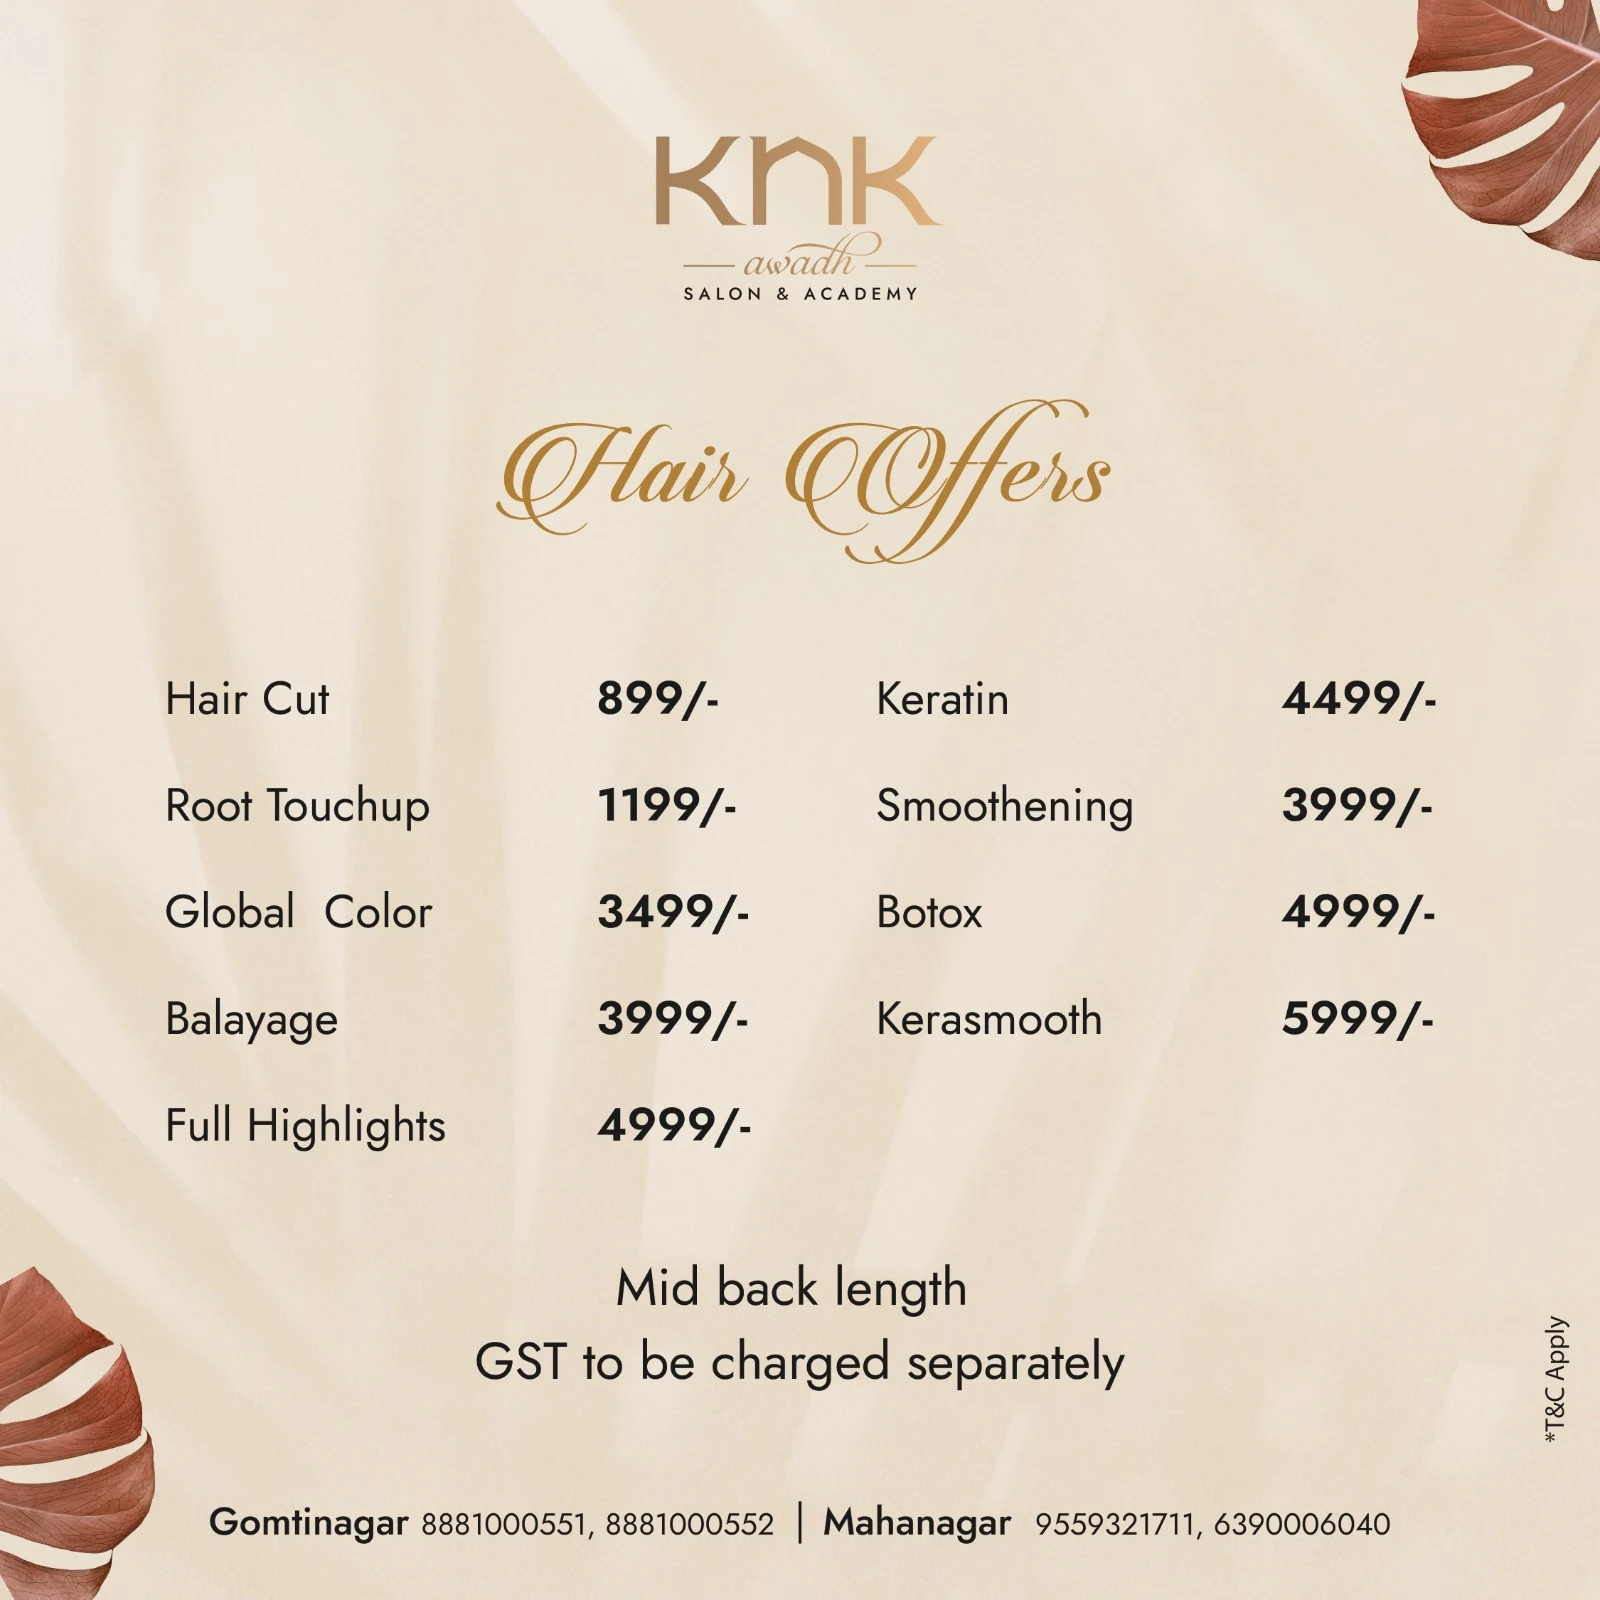 KNK
awadh
SALON & ACADEMY
Hair Offers
Hair Cut 899/- Keratin 4499/-
Root Touchup 1199/- Smoothening 3999/-
Global Color 3499/- Botox 4999/-
Balayage 3999/- Kerasmooth 5999/-
Full Highlights 4999/-
Mid back length
GST to be charged separately
*T&C Apply
Gomtinagar 8881000551, 8881000552 | Mahanagar 9559321711, 6390006040